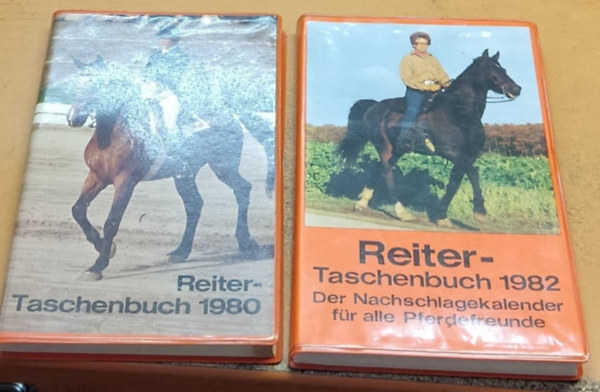 Reiter-
Taschenbuch 1980
Reiter-
Taschenbuch 1982
Der Nachschlagekalender
für alle Pferdefreunde